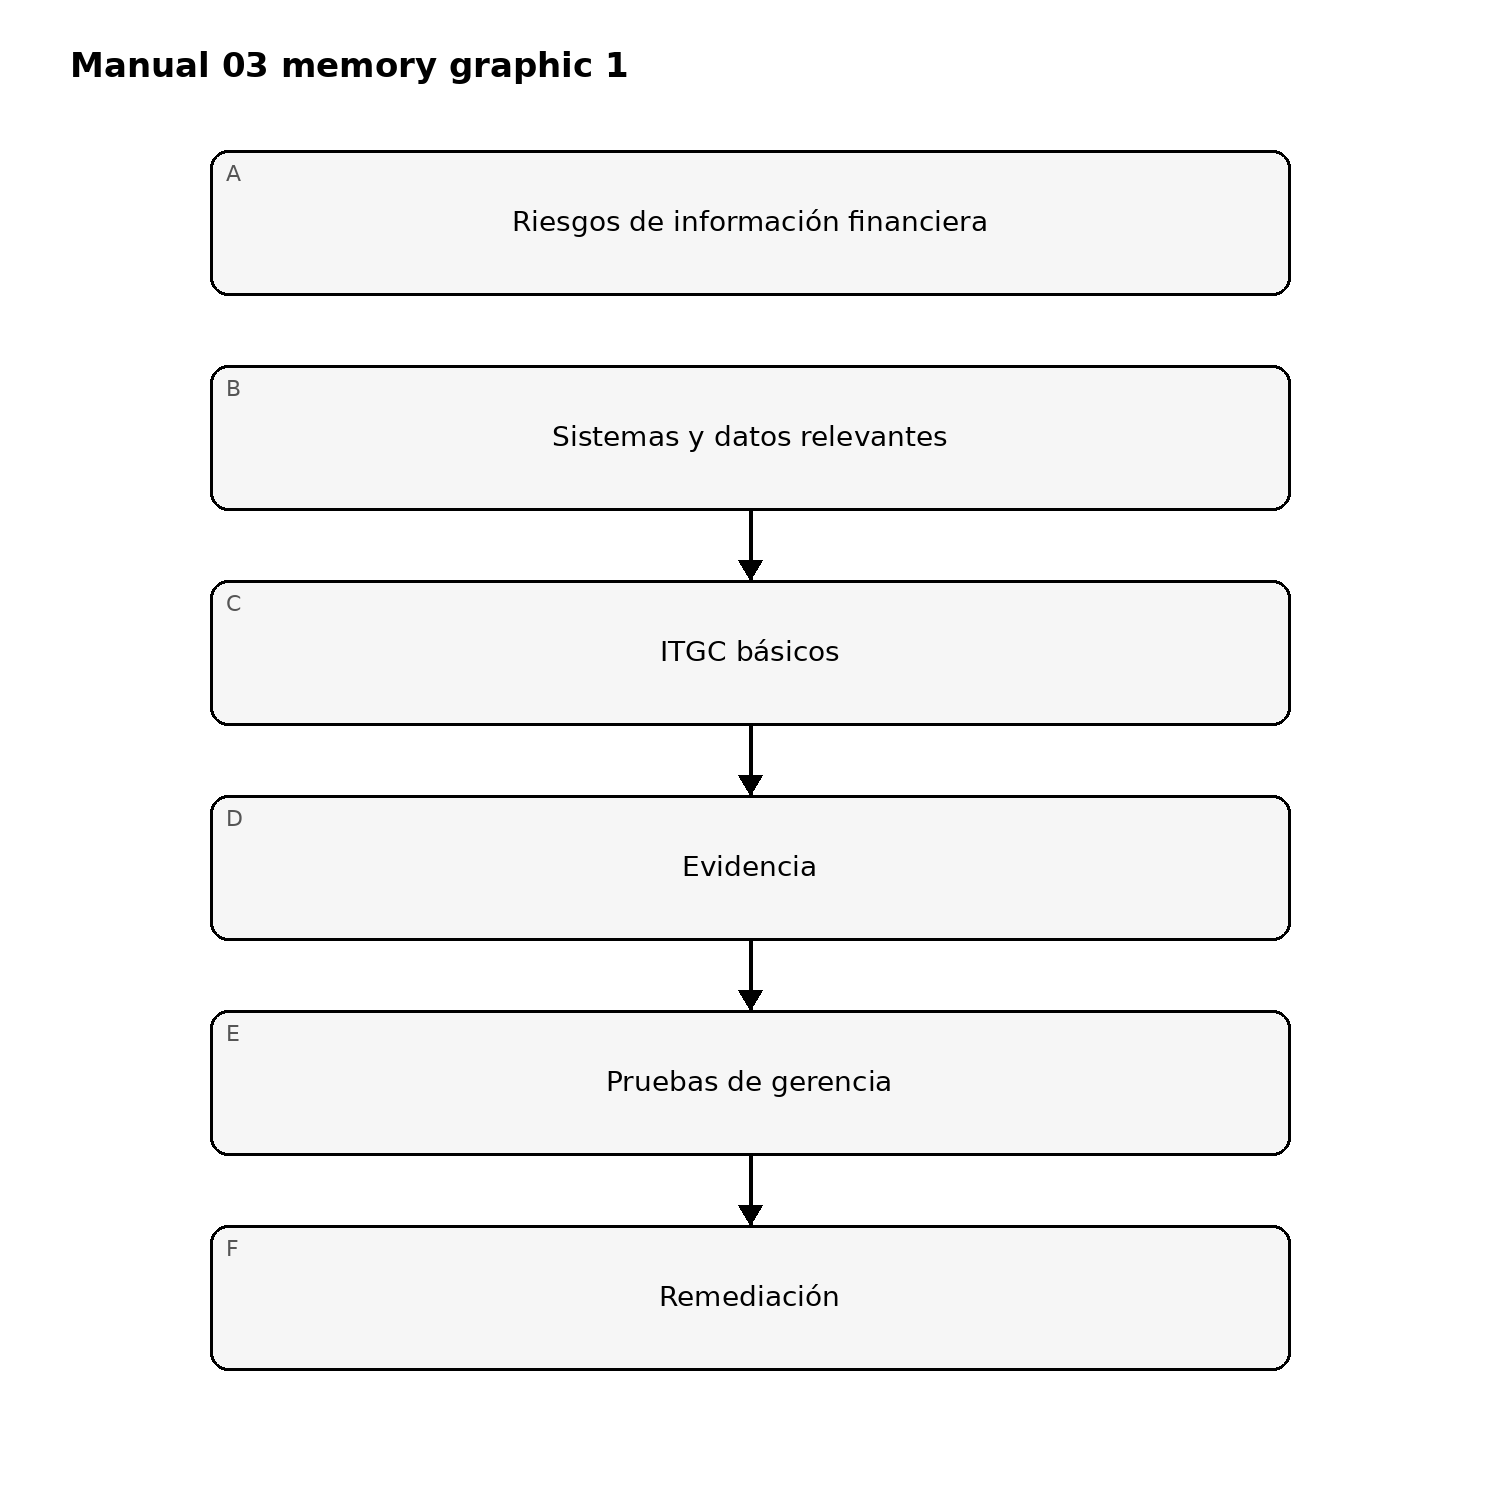 Manual 03 memory graphic 1
A
Riesgos de información financiera
B
Sistemas y datos relevantes
C
ITGC básicos
D
Evidencia
E
Pruebas de gerencia
F
Remediación